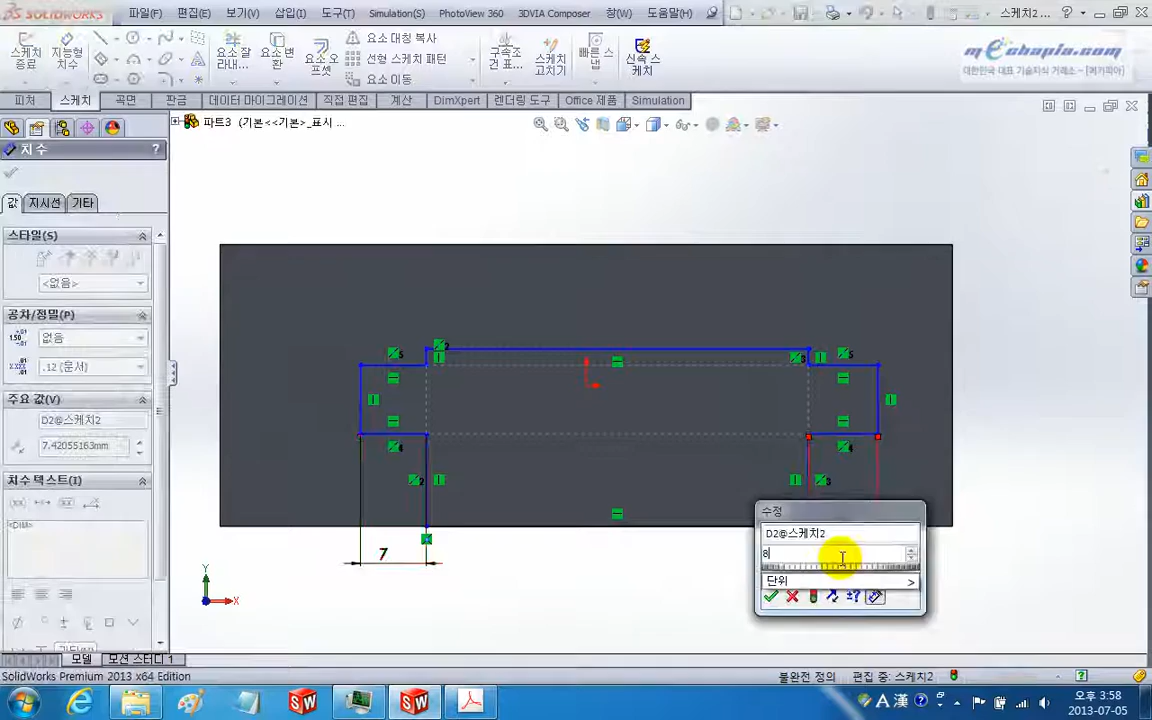 SOLIDWORKS 파일(F) 편집(E) 보기(V) 삽입(I) 도구(T) Simulation(S) PhotoView 360 3DVIA Composer 창(W) 도움말(H) 스케치2 ...
스케치 종료
지능형 치수
요소 잘라내...
요소 변환
요소 오프셋
요소 대칭 복사
선형 스케치 패턴
요소 이동
구속조건 표...
스케치 고치기
빠른 스냅
신속 스케치
mechapia.com
대한민국 대표 기술지식 거래소 - [메카피아]
피처 스케치 곡면 판금 데이터 마이그레이션 직접 편집 계산 DimXpert 렌더링 도구 Office 제품 Simulation
파트3 (기본<<기본>_표시 ...
치수
?
값 지시선 기타
스타일(S)
<없음>
공차/정밀(P)
없음
.12 (문서)
주요 값(V)
D2@스케치2
7.42055163mm
치수 텍스트(I)
<DIM>
7
수정
D2@스케치2
8
단위
Y
X
모델 모션 스터디 1
SolidWorks Premium 2013 x64 Edition
불완전 정의 편집 중: 스케치2
A 漢
오후 3:58
2013-07-05